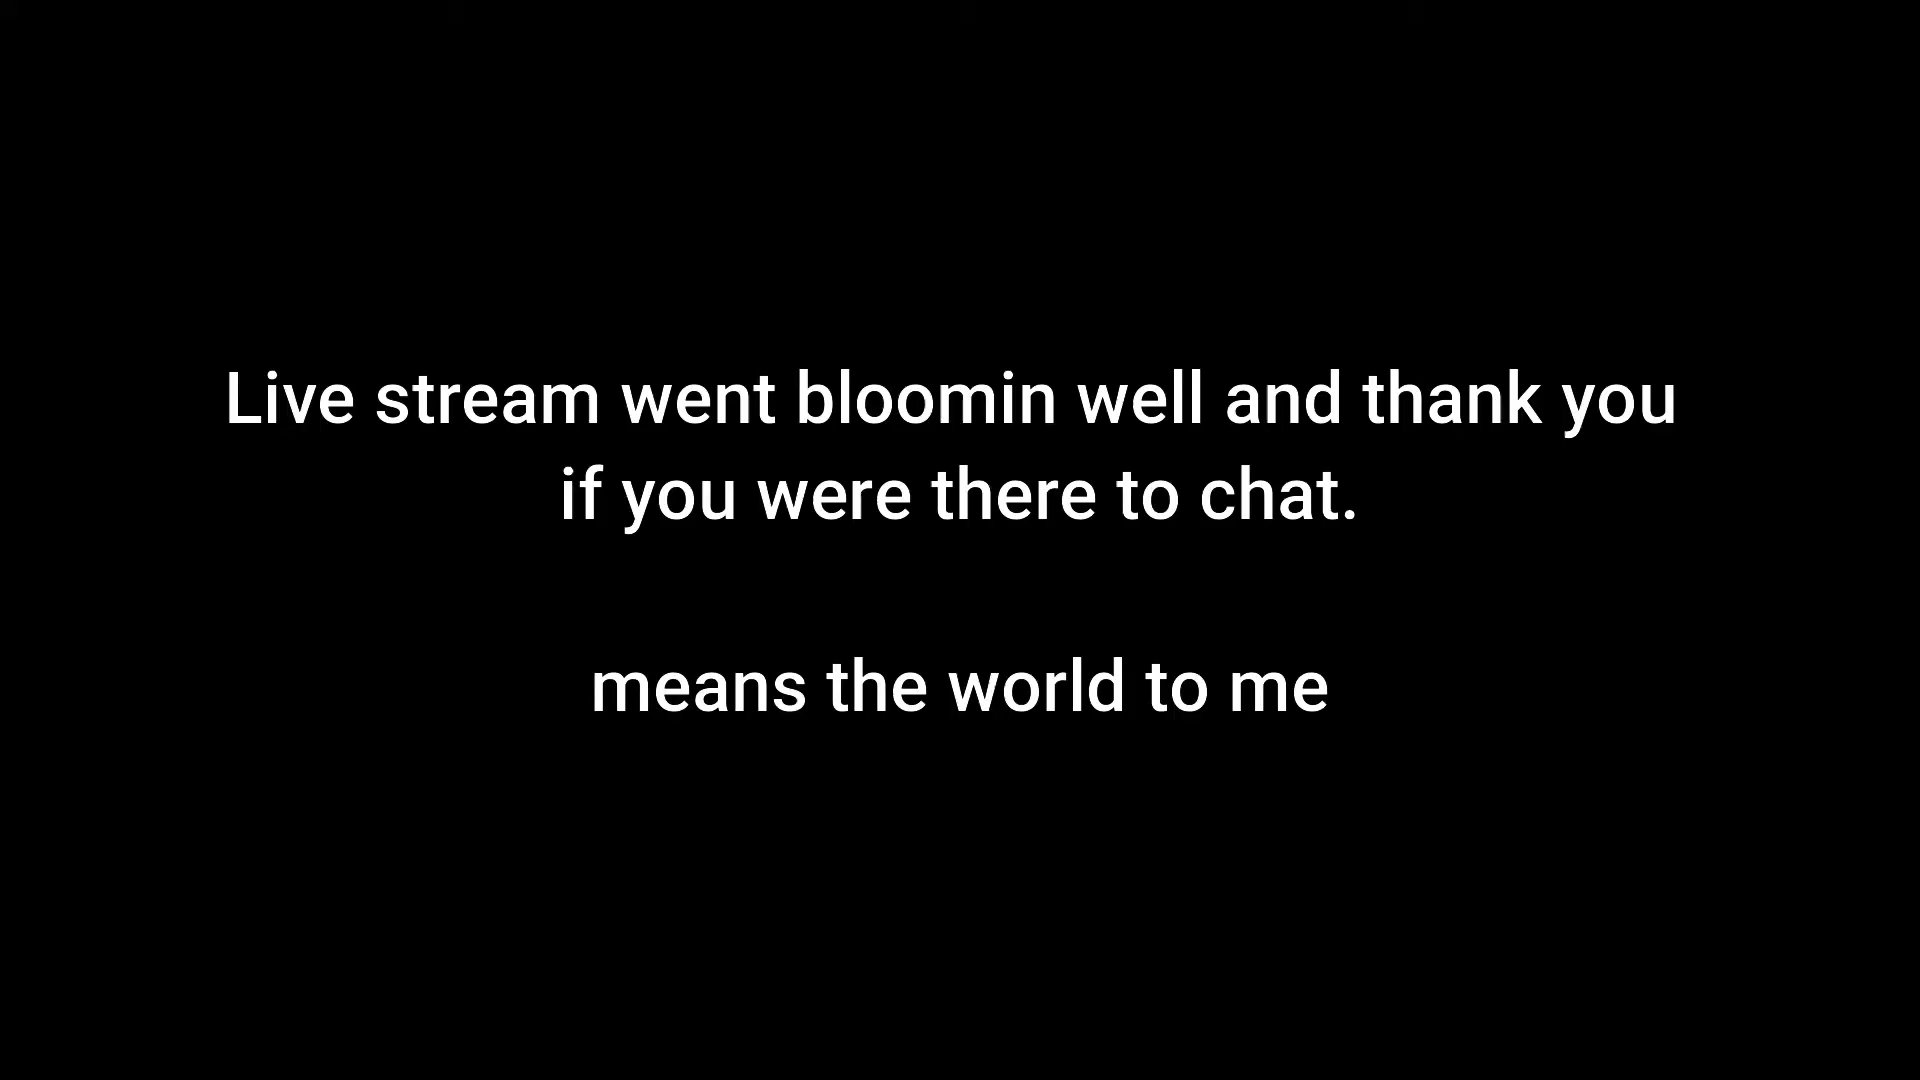 Live stream went bloomin well and thank you
if you were there to chat.
means the world to me